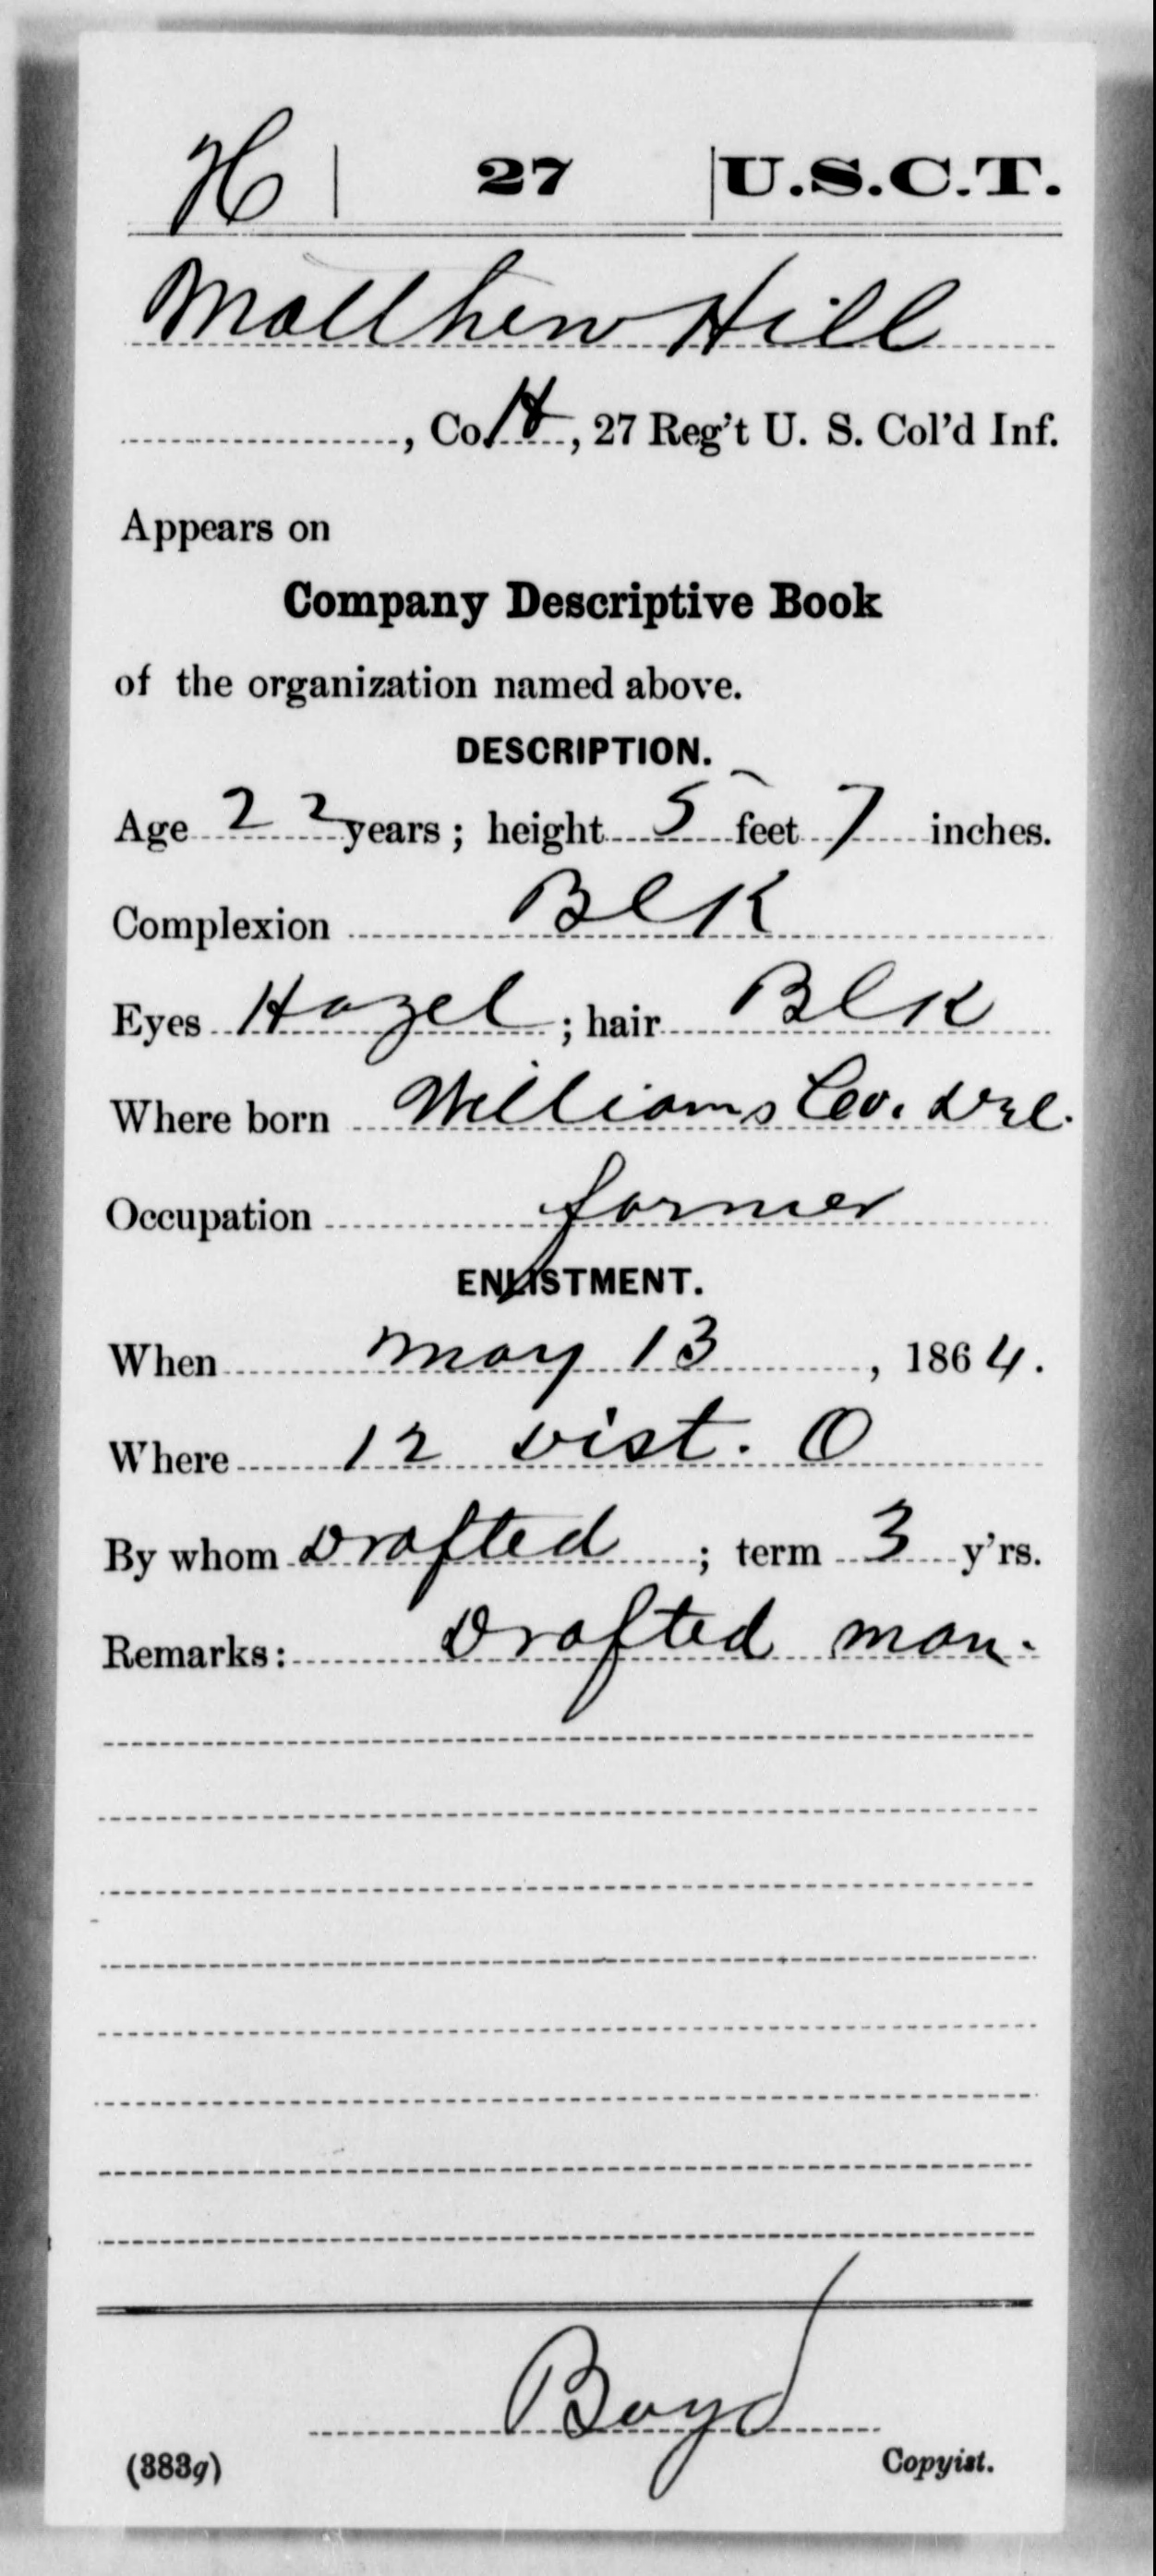 H | 27 | U.S.C.T.
Matthew Hill
, Co. H, 27 Reg't U. S. Col'd Inf.
Appears on
Company Descriptive Book
of the organization named above.
DESCRIPTION.
Age 22 years; height 5 feet 7 inches.
Complexion Blk
Eyes Hazel; hair Blk
Where born Williams Co.
Occupation farmer
ENLISTMENT.
When May 13, 1864.
Where 12 Dist. O
By whom Drafted; term 3 y'rs.
Remarks: Drafted man.
Boyd
(383g) Copyist.